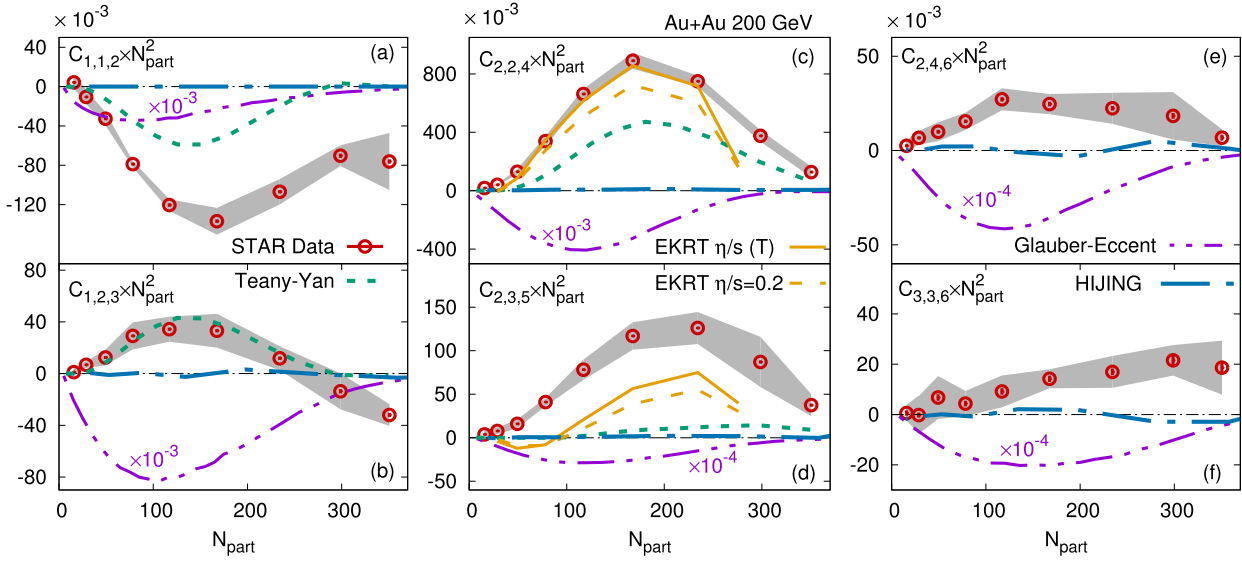 × 10⁻³
C₁,₁,₂×N²part
(a)
40
0
-40
-80
-120
×10⁻³
STAR Data
C₁,₂,₃×N²part
Teany-Yan
80
40
0
-40
-80
×10⁻³
(b)
0
100
200
300
Npart
× 10⁻³
Au+Au 200 GeV
C₂,₂,₄×N²part
(c)
800
400
0
-400
×10⁻³
EKRT η/s (T)
C₂,₃,₅×N²part
EKRT η/s=0.2
150
100
50
0
-50
×10⁻⁴
(d)
0
100
200
300
Npart
× 10⁻³
C₂,₄,₆×N²part
(e)
50
0
-50
×10⁻⁴
Glauber-Eccent
C₃,₃,₆×N²part
HIJING
40
20
0
-20
×10⁻⁴
(f)
0
100
200
300
Npart